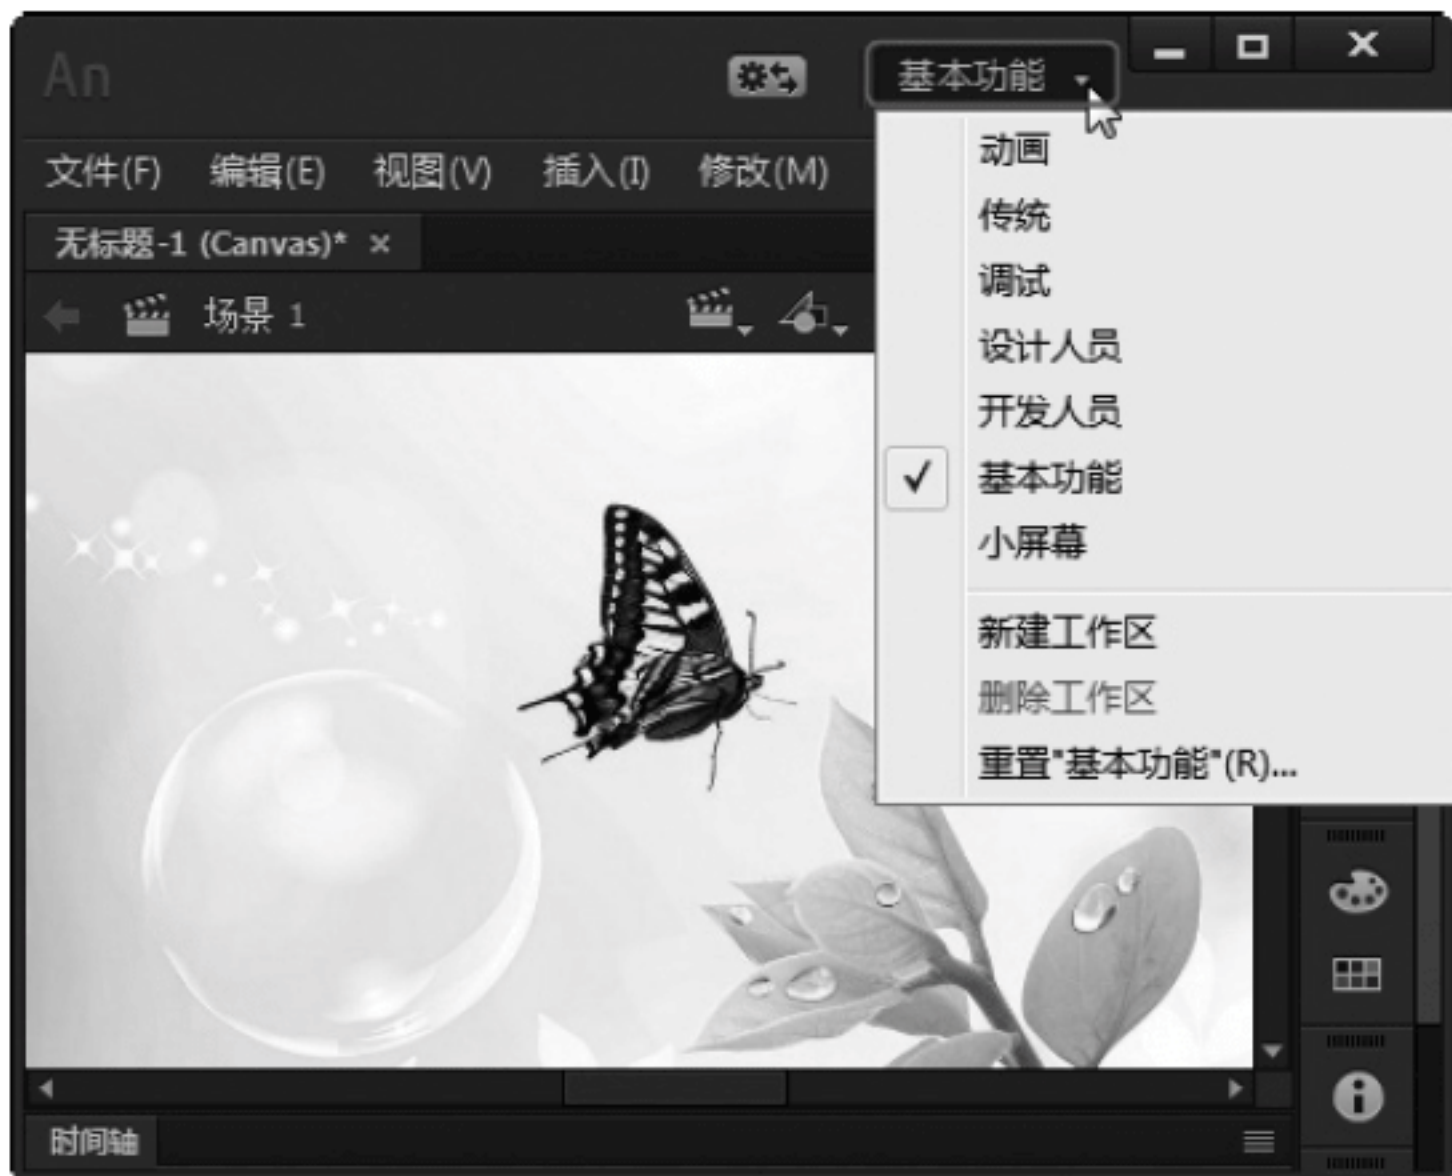 An
基本功能
文件(F) 编辑(E) 视图(V) 插入(I) 修改(M)
无标题-1 (Canvas)* ×
场景 1
动画
传统
调试
设计人员
开发人员
基本功能
小屏幕
新建工作区
删除工作区
重置"基本功能"(R)...
时间轴